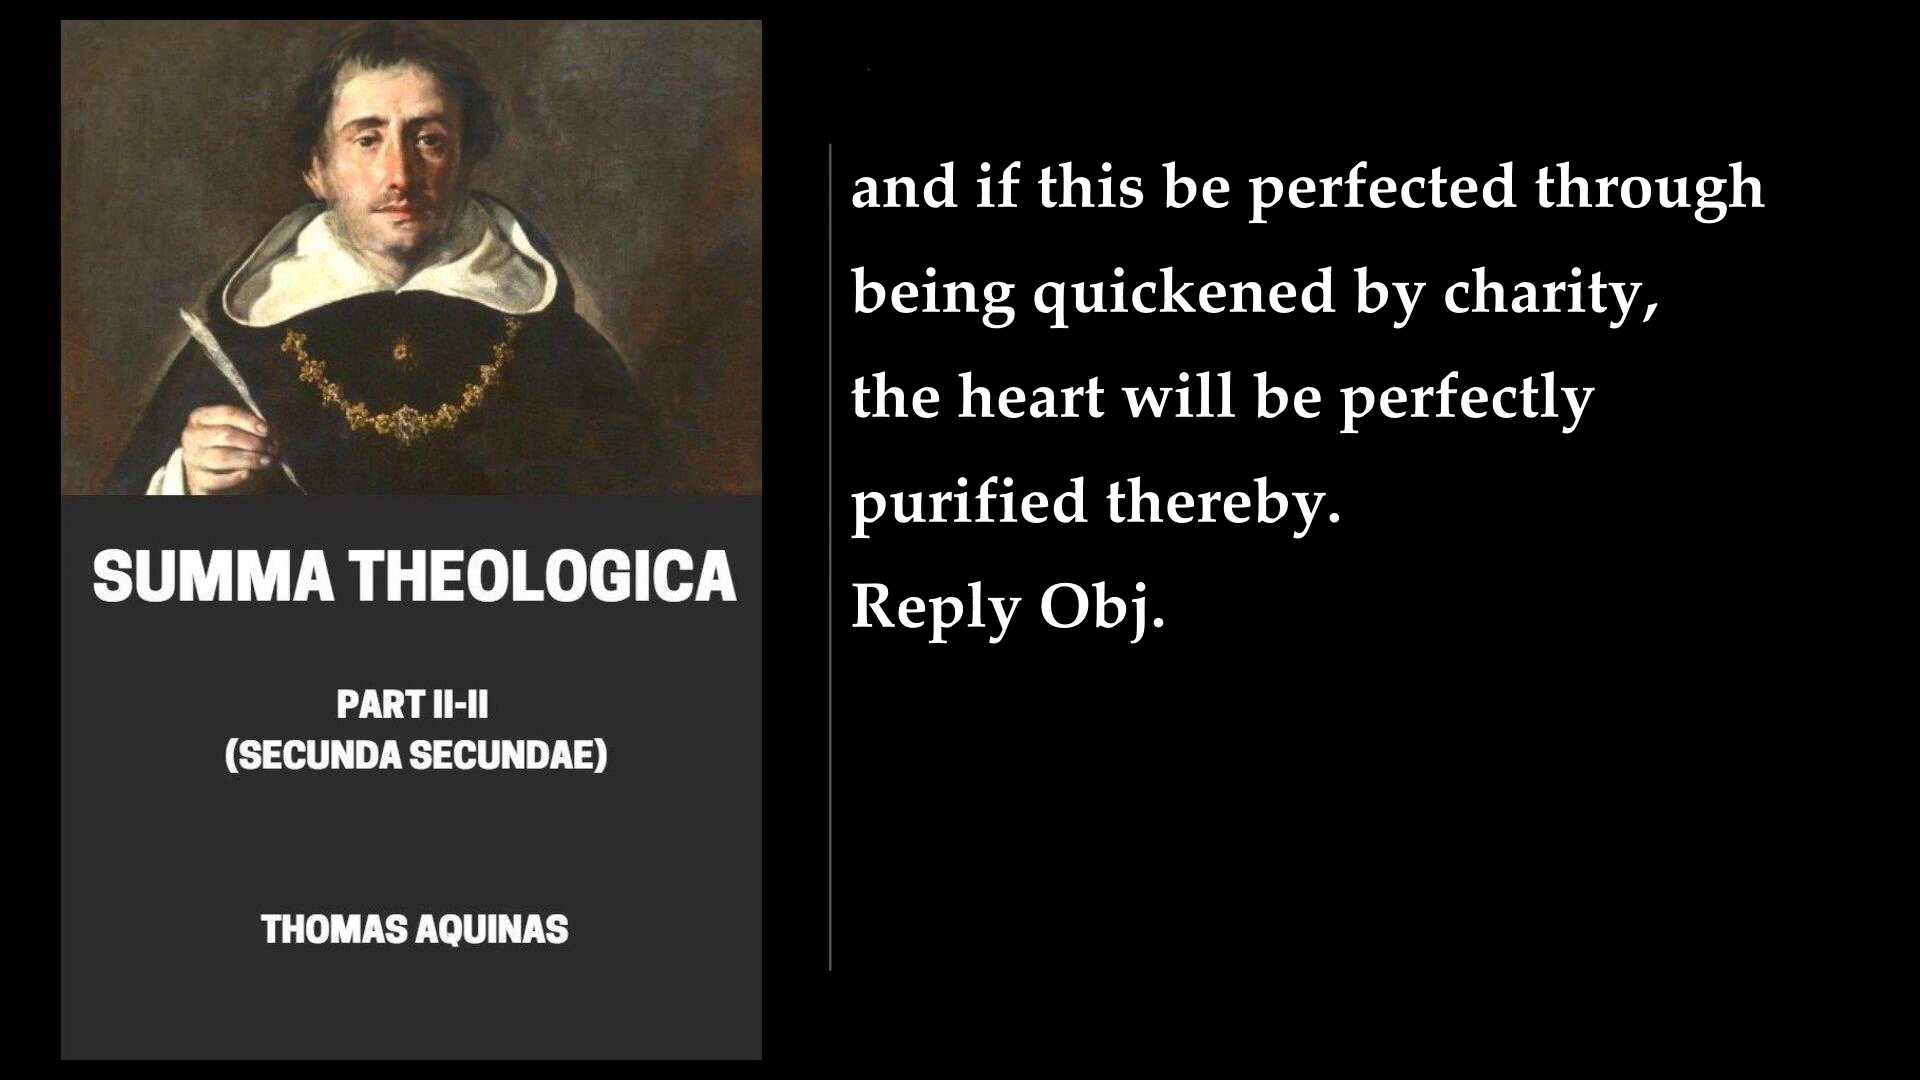 SUMMA THEOLOGICA
PART II-II
(SECUNDA SECUNDAE)
THOMAS AQUINAS
and if this be perfected through
being quickened by charity,
the heart will be perfectly
purified thereby.
Reply Obj.